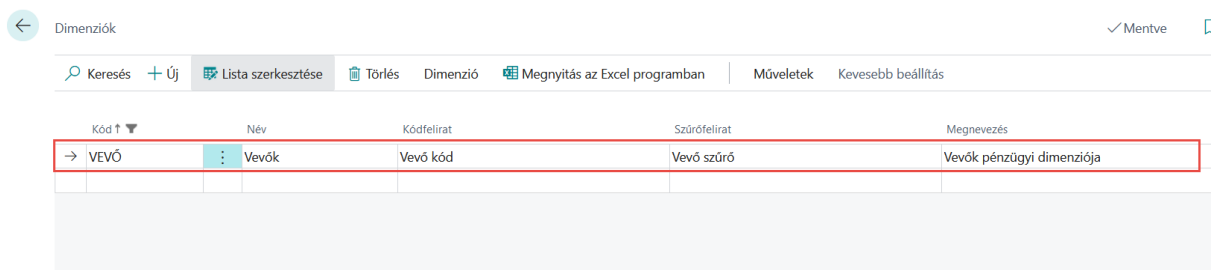 Dimenziók
Mentve
Keresés Új Lista szerkesztése Törlés Dimenzió Megnyitás az Excel programban Műveletek Kevesebb beállítás
Kód↑ Név Kódfelirat Szűrőfelirat Megnevezés
→ VEVŐ Vevők Vevő kód Vevő szűrő Vevők pénzügyi dimenziója